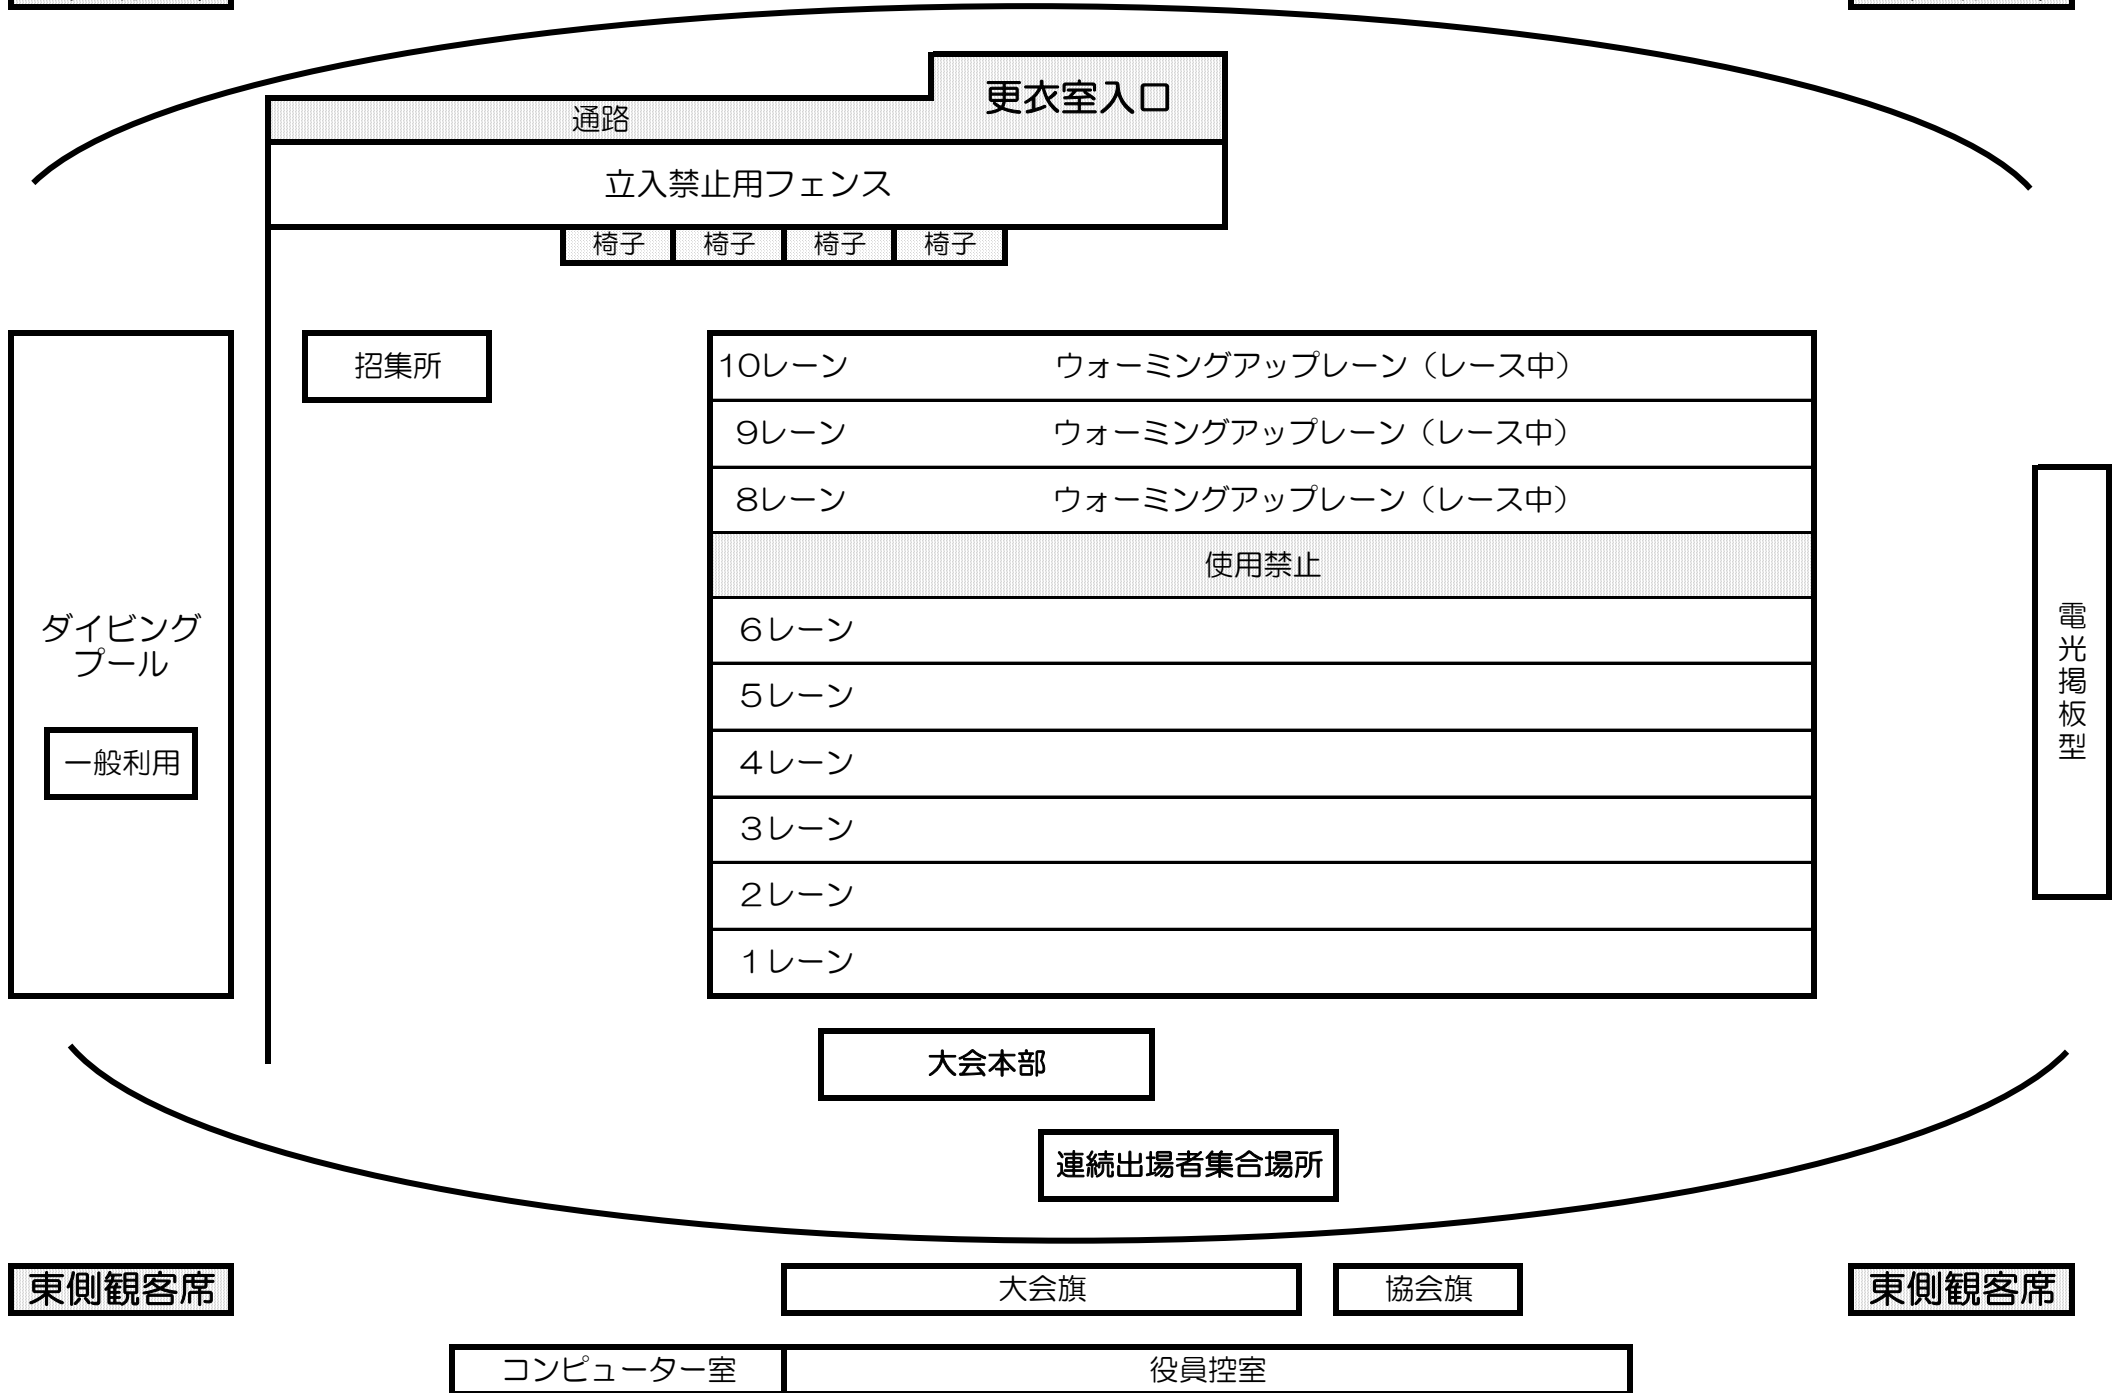 更衣室入口
通路
立入禁止用フェンス
椅子 椅子 椅子 椅子
招集所
10レーン ウォーミングアップレーン（レース中）
9レーン ウォーミングアップレーン（レース中）
8レーン ウォーミングアップレーン（レース中）
使用禁止
6レーン
5レーン
4レーン
3レーン
2レーン
1レーン
ダイビング
プール
一般利用
電光掲板型
大会本部
連続出場者集合場所
東側観客席 大会旗 協会旗 東側観客席
コンピューター室 役員控室